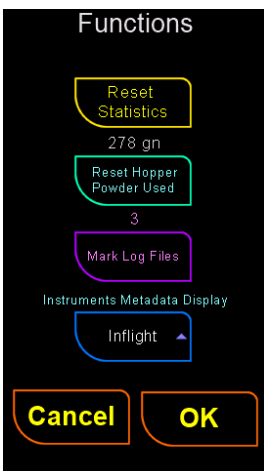 Functions
Reset
Statistics
278 gn
Reset Hopper
Powder Used
3
Mark Log Files
Instruments Metadata Display
Inflight
Cancel
OK